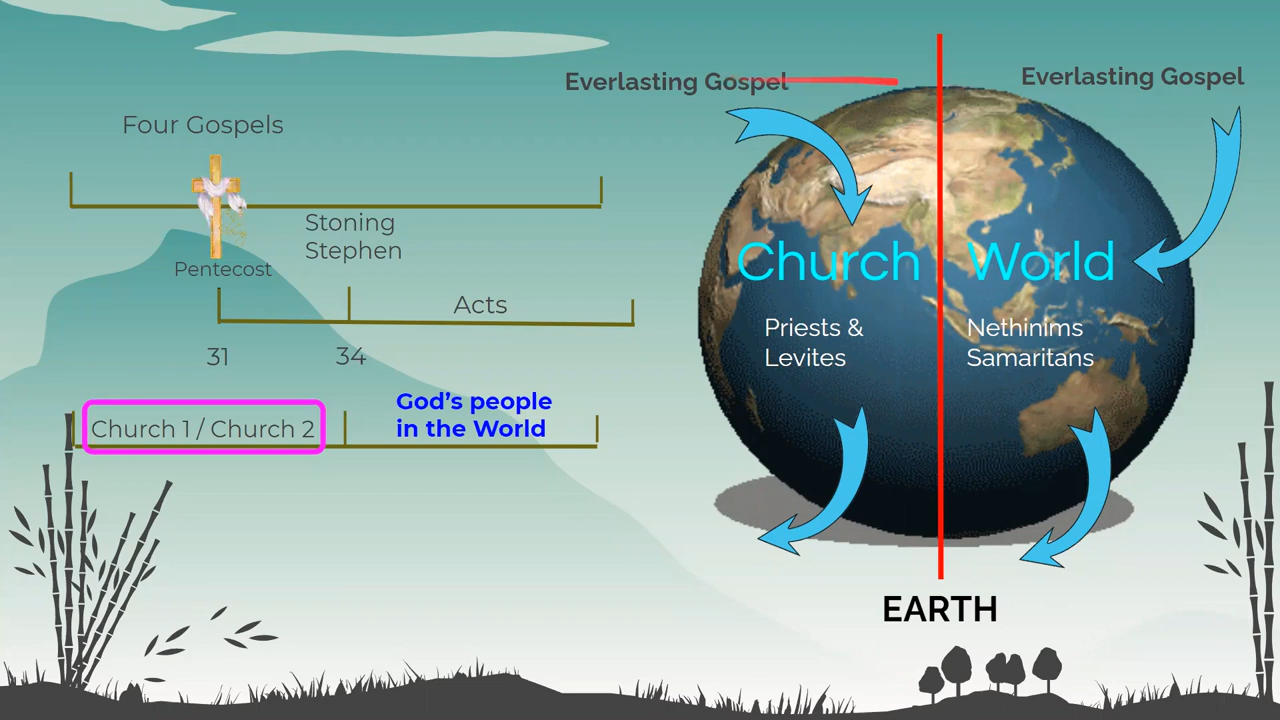 Everlasting Gospel
Everlasting Gospel
Four Gospels
Stoning
Stephen
Pentecost
Acts
31
34
Church 1 / Church 2
God's people
in the World
Church
World
Priests &
Levites
Nethinims
Samaritans
EARTH